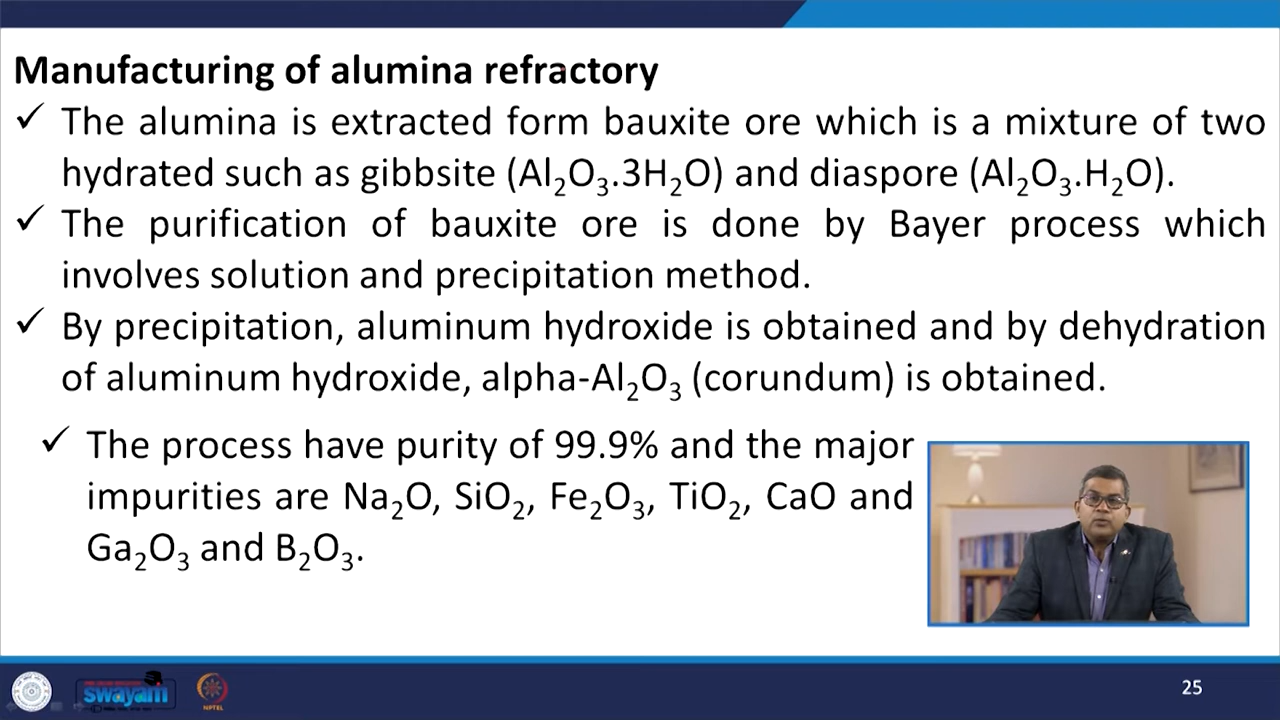 Manufacturing of alumina refractory
✓ The alumina is extracted form bauxite ore which is a mixture of two
hydrated such as gibbsite (Al₂O₃.3H₂O) and diaspore (Al₂O₃.H₂O).
✓ The purification of bauxite ore is done by Bayer process which
involves solution and precipitation method.
✓ By precipitation, aluminum hydroxide is obtained and by dehydration
of aluminum hydroxide, alpha-Al₂O₃ (corundum) is obtained.
✓ The process have purity of 99.9% and the major
impurities are Na₂O, SiO₂, Fe₂O₃, TiO₂, CaO and
Ga₂O₃ and B₂O₃.
swayam
NPTEL
25